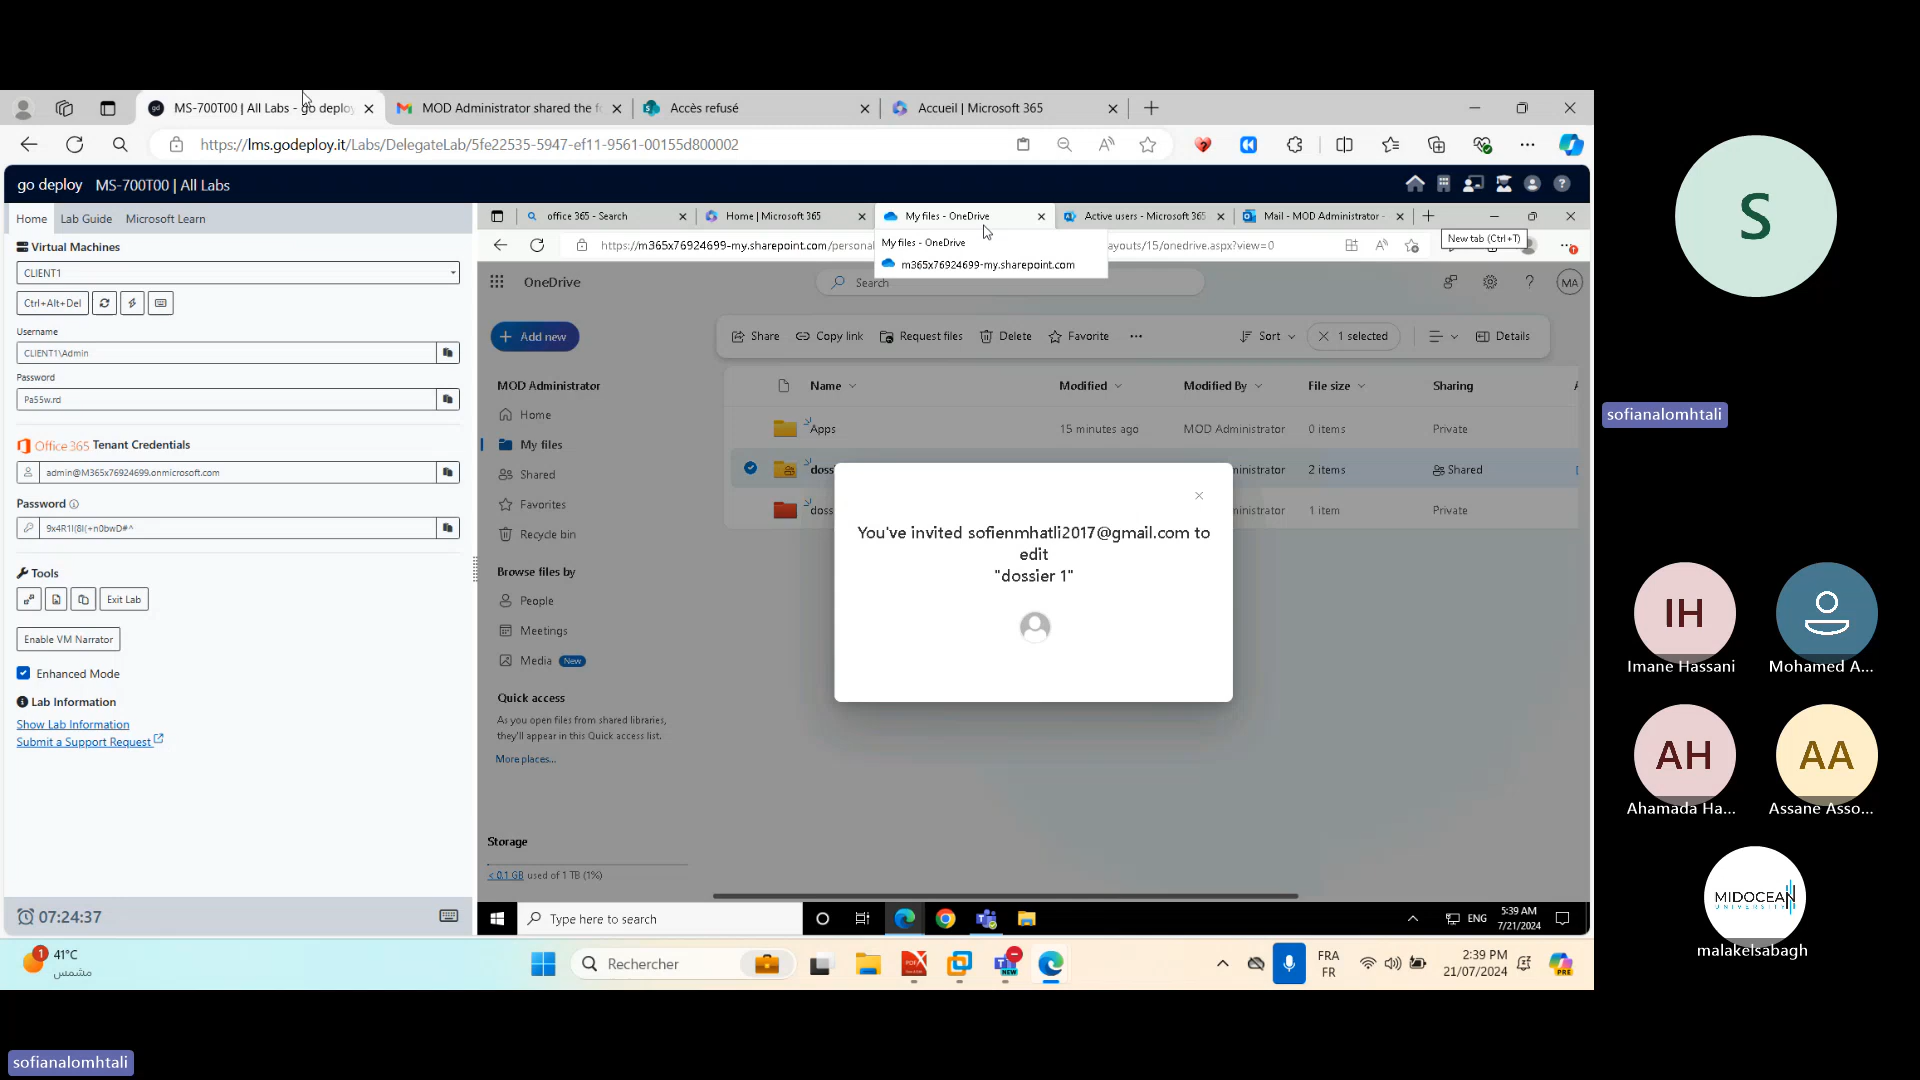 MS-700T00 | All Labs - go deploy
MOD Administrator shared the fo
Accès refusé
Accueil | Microsoft 365
https://lms.godeploy.it/Labs/DelegateLab/5fe22535-5947-ef11-9561-00155d800002
go deploy MS-700T00 | All Labs
Home Lab Guide Microsoft Learn
Virtual Machines
CLIENT1
Ctrl+Alt+Del
Username
CLIENT1\Admin
Password
Pa55w.rd
Office 365 Tenant Credentials
admin@M365x76924699.onmicrosoft.com
Password
9x4R1I(8I(+n0bwD#^
Tools
Exit Lab
Enable VM Narrator
Enhanced Mode
Lab Information
Show Lab Information
Submit a Support Request
07:24:37
office 365 - Search
Home | Microsoft 365
My files - OneDrive
Active users - Microsoft 365
Mail - MOD Administrator -
https://m365x76924699-my.sharepoint.com/personal
ayouts/15/onedrive.aspx?view=0
My files - OneDrive
m365x76924699-my.sharepoint.com
New tab (Ctrl+T)
OneDrive
Search
MA
Add new
Share Copy link Request files Delete Favorite
Sort 1 selected Details
MOD Administrator
Home
My files
Shared
Favorites
Recycle bin
Browse files by
People
Meetings
Media New
Quick access
As you open files from shared libraries,
they'll appear in this Quick access list.
More places...
Storage
< 0.1 GB used of 1 TB (1%)
Name Modified Modified By File size Sharing
Apps 15 minutes ago MOD Administrator 0 items Private
doss ninistrator 2 items Shared
doss ninistrator 1 item Private
You've invited sofienmhatli2017@gmail.com to
edit
"dossier 1"
Type here to search
ENG
5:39 AM
7/21/2024
1
41°C
مشمس
Rechercher
NEW
PRE
FRA
FR
2:39 PM
21/07/2024
S
sofianalomhtali
IH
Imane Hassani
Mohamed A...
AH
Ahamada Ha...
AA
Assane Asso...
MIDOCEAN
UNIVERSITY
malakelsabagh
sofianalomhtali